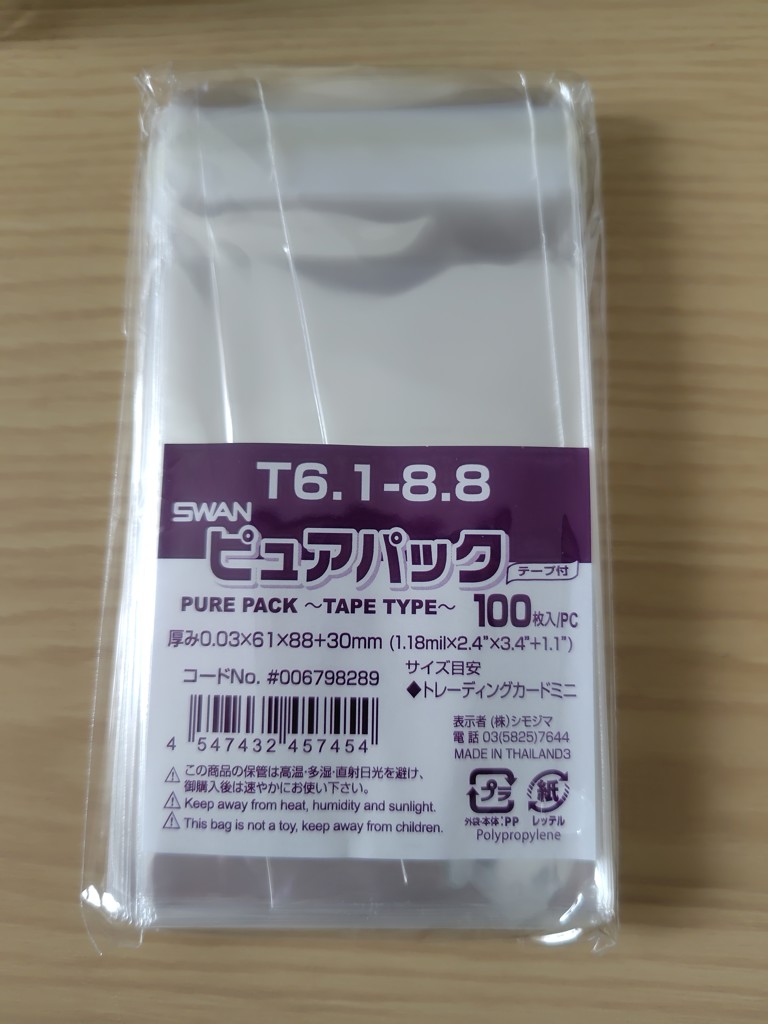 T6.1-8.8
SWAN
ピュアパック
テープ付
PURE PACK ～TAPE TYPE～ 100枚入/PC
厚み0.03×61×88+30mm (1.18mil×2.4"×3.4"+1.1")
コードNo. #006798289
サイズ目安
◆トレーディングカードミニ
4 547432 457454
表示者 (株)シモジマ
電話 03(5825)7644
MADE IN THAILAND3
⚠ この商品の保管は高温・多湿・直射日光を避け、
御購入後は速やかにお使い下さい。
⚠ Keep away from heat, humidity and sunlight.
⚠ This bag is not a toy, keep away from children.
プラ
外袋・本体:PP
紙
レッテル
Polypropylene